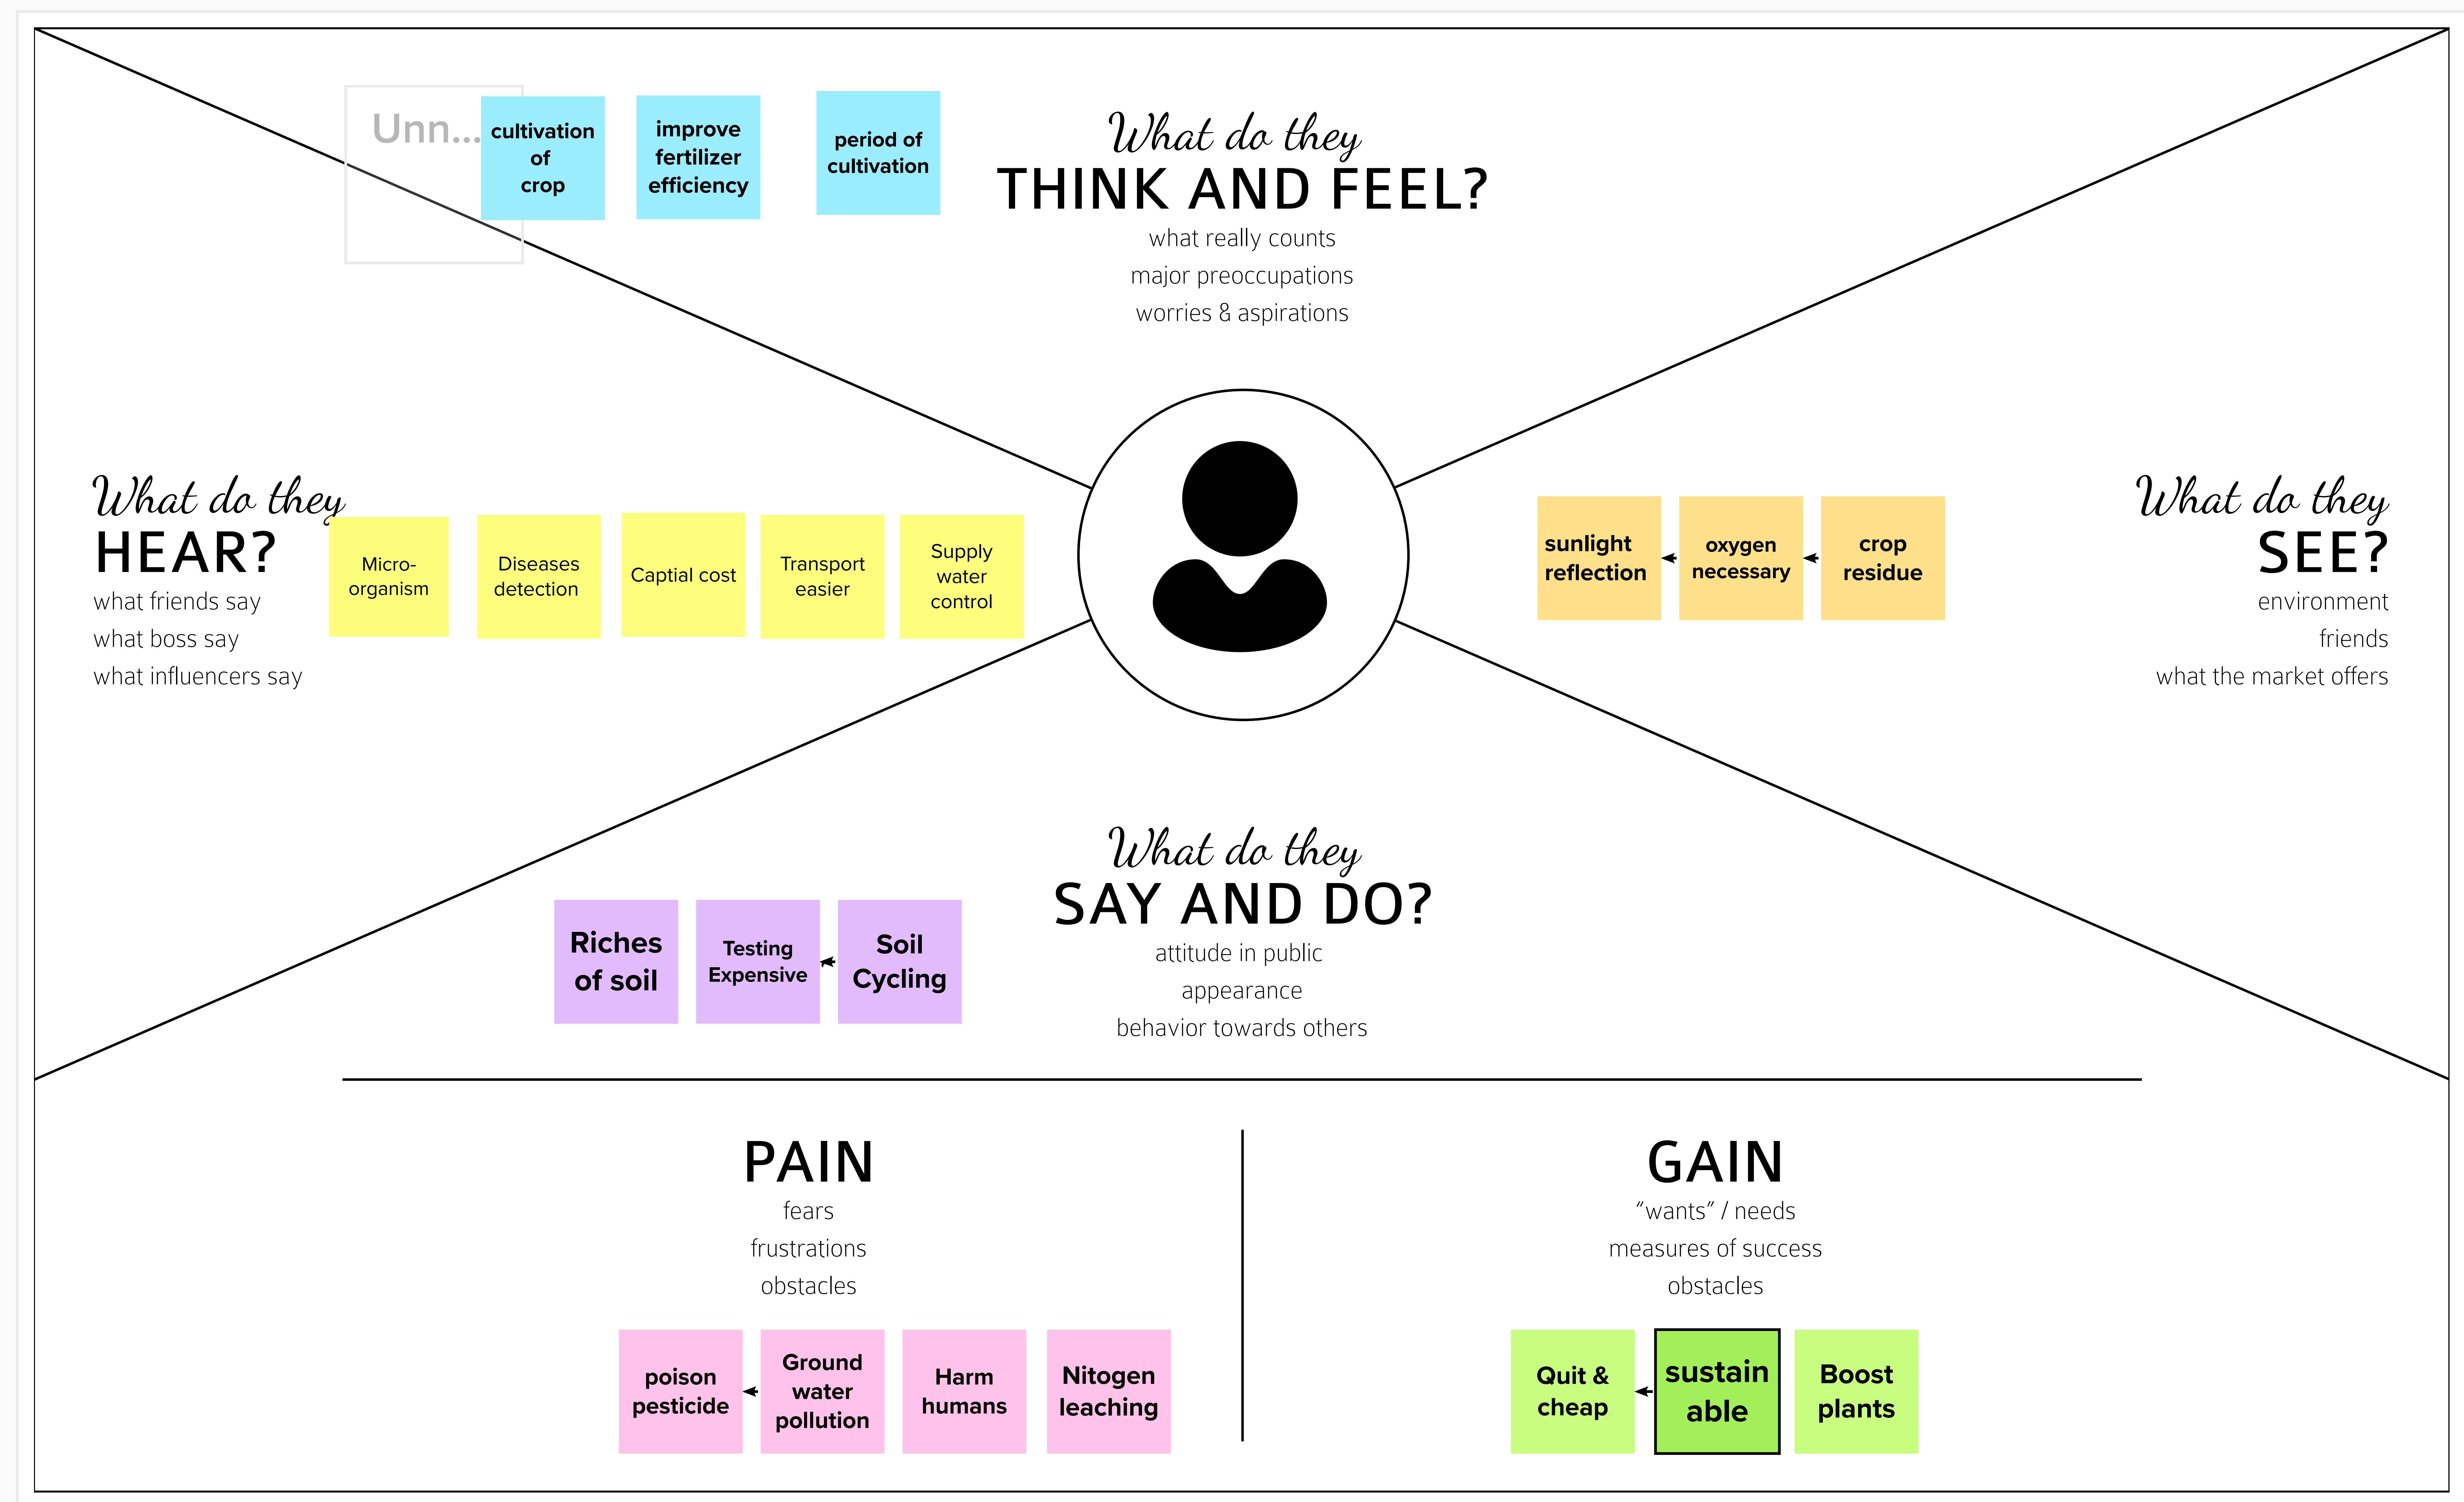 Unn...
cultivation
of
crop
improve
fertilizer
efficiency
period of
cultivation
What do they
THINK AND FEEL?
what really counts
major preoccupations
worries & aspirations
What do they
HEAR?
what friends say
what boss say
what influencers say
Micro-
organism
Diseases
detection
Captial cost
Transport
easier
Supply
water
control
sunlight
reflection
oxygen
necessary
crop
residue
What do they
SEE?
environment
friends
what the market offers
What do they
SAY AND DO?
attitude in public
appearance
behavior towards others
Riches
of soil
Testing
Expensive
Soil
Cycling
PAIN
fears
frustrations
obstacles
poison
pesticide
Ground
water
pollution
Harm
humans
Nitogen
leaching
GAIN
“wants” / needs
measures of success
obstacles
Quit &
cheap
sustain
able
Boost
plants